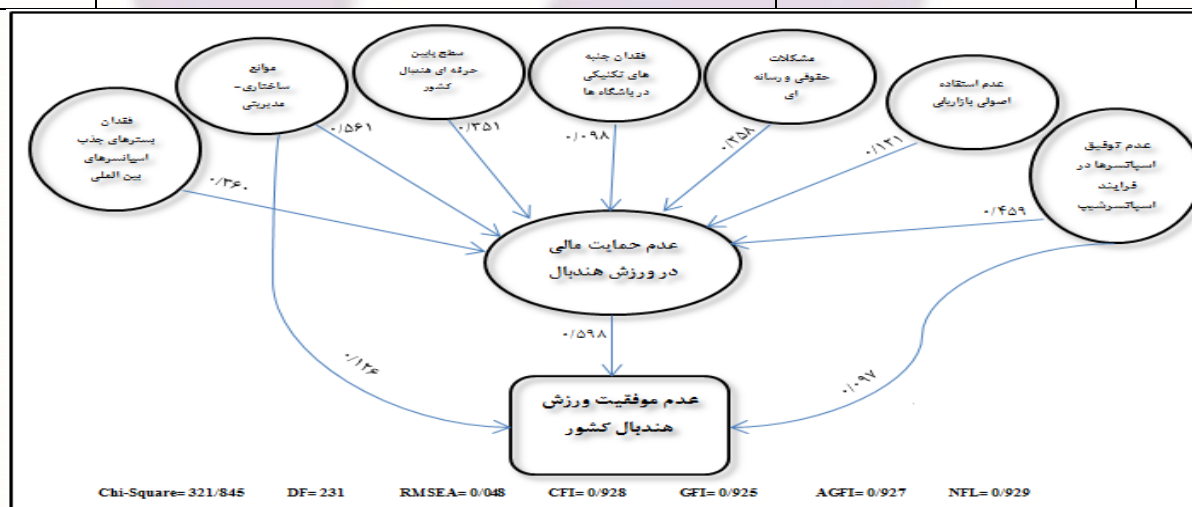 فقدان
بسترهای جذب
اسپانسرهای
بین المللی
موانع
ساختاری-
مدیریتی
سطح پایین
حرفه ای هندبال
کشور
فقدان جنبه
های تکنیکی
در باشگاه ها
مشکلات
حقوقی و رسانه
ای
عدم استفاده
اصولی بازاریابی
عدم توفیق
اسپانسرها در
فرایند
اسپانسرشیپ
۰/۳۶۰
۰/۵۶۱
۰/۳۵۱
۰/۰۹۸
۰/۲۵۸
۰/۱۲۱
۰/۴۵۹
عدم حمایت مالی
در ورزش هندبال
۰/۵۹۸
۰/۱۲۶
۰/۰۹۷
عدم موفقیت ورزش
هندبال کشور
Chi-Square= 321/845 DF= 231 RMSEA= 0/048 CFI= 0/928 GFI= 0/925 AGFI= 0/927 NFL= 0/929